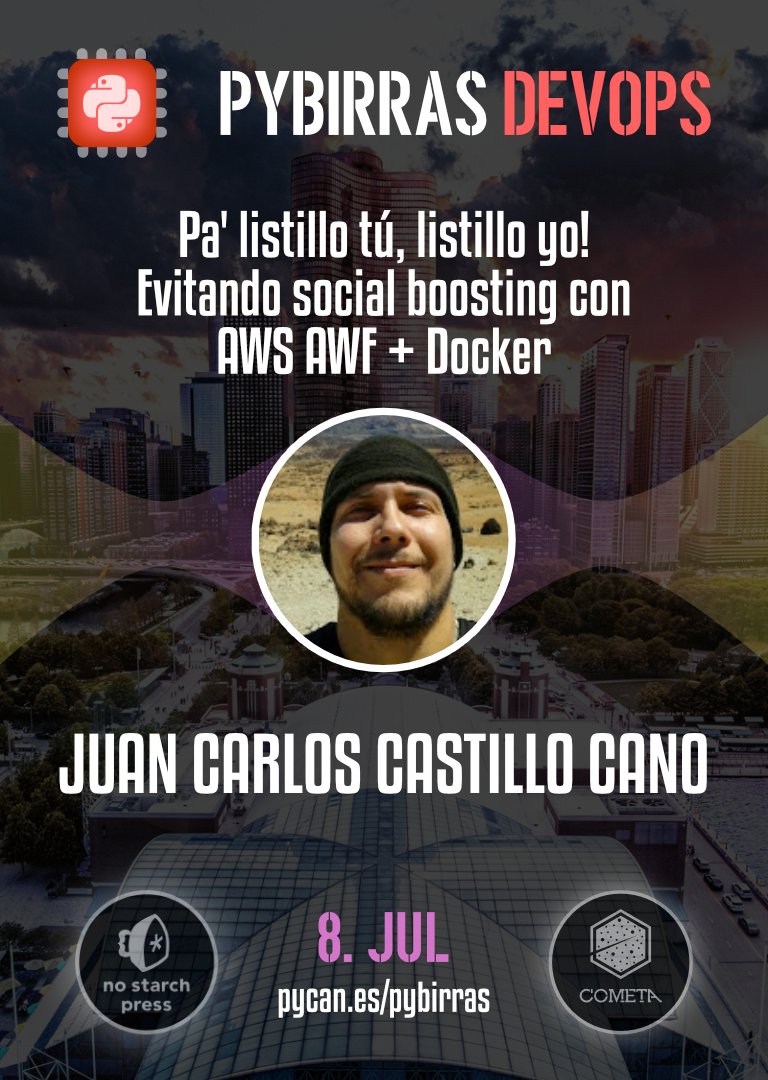 PYBIRRAS DEVOPS
Pa' listillo tú, listillo yo!
Evitando social boosting con
AWS AWF + Docker
JUAN CARLOS CASTILLO CANO
8. JUL
pycan.es/pybirras
no starch
press
COMETA